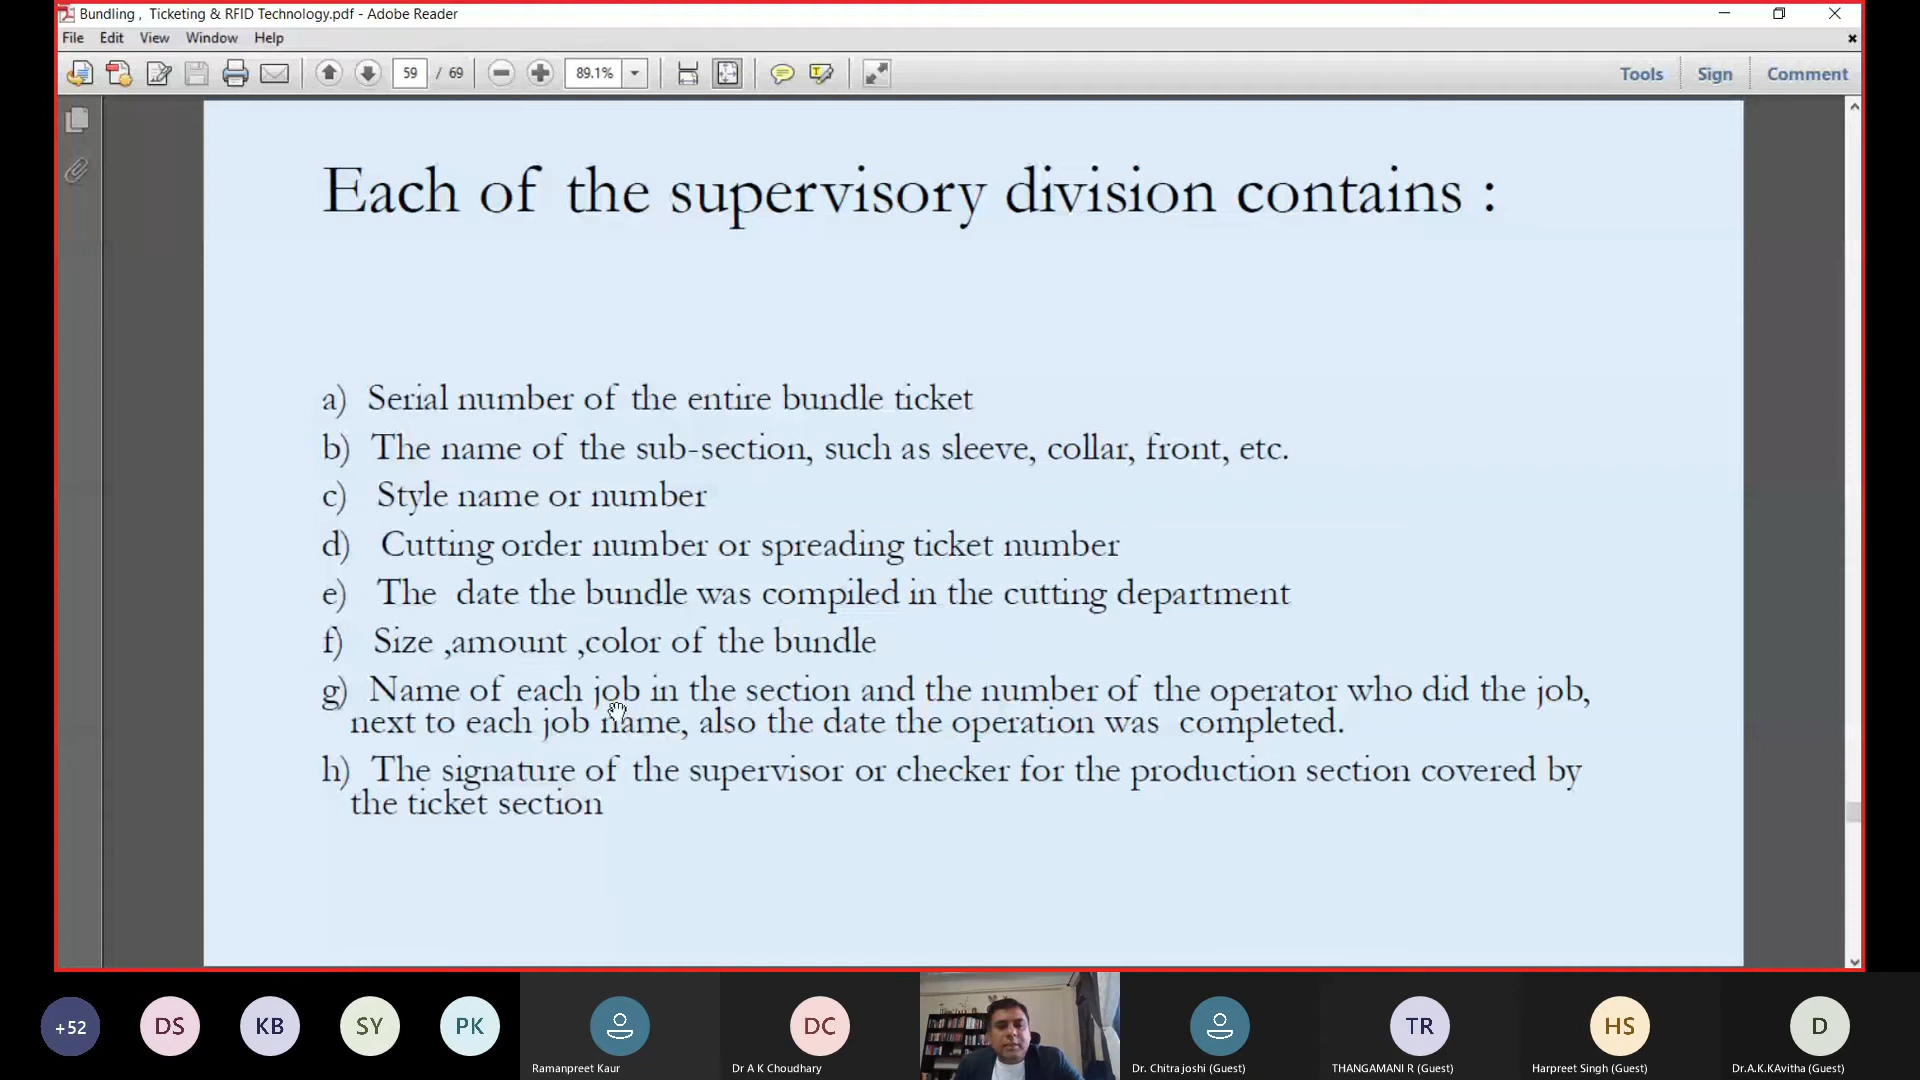 Bundling , Ticketing & RFID Technology.pdf - Adobe Reader
File Edit View Window Help
59 / 69 89.1% Tools Sign Comment
Each of the supervisory division contains :
a) Serial number of the entire bundle ticket
b) The name of the sub-section, such as sleeve, collar, front, etc.
c) Style name or number
d) Cutting order number or spreading ticket number
e) The date the bundle was compiled in the cutting department
f) Size ,amount ,color of the bundle
g) Name of each job in the section and the number of the operator who did the job,
next to each job name, also the date the operation was completed.
h) The signature of the supervisor or checker for the production section covered by
the ticket section
+52 DS KB SY PK DC TR HS D
Ramanpreet Kaur Dr A K Choudhary Dr. Chitra joshi (Guest) THANGAMANI R (Guest) Harpreet Singh (Guest) Dr.A.K.KAvitha (Guest)